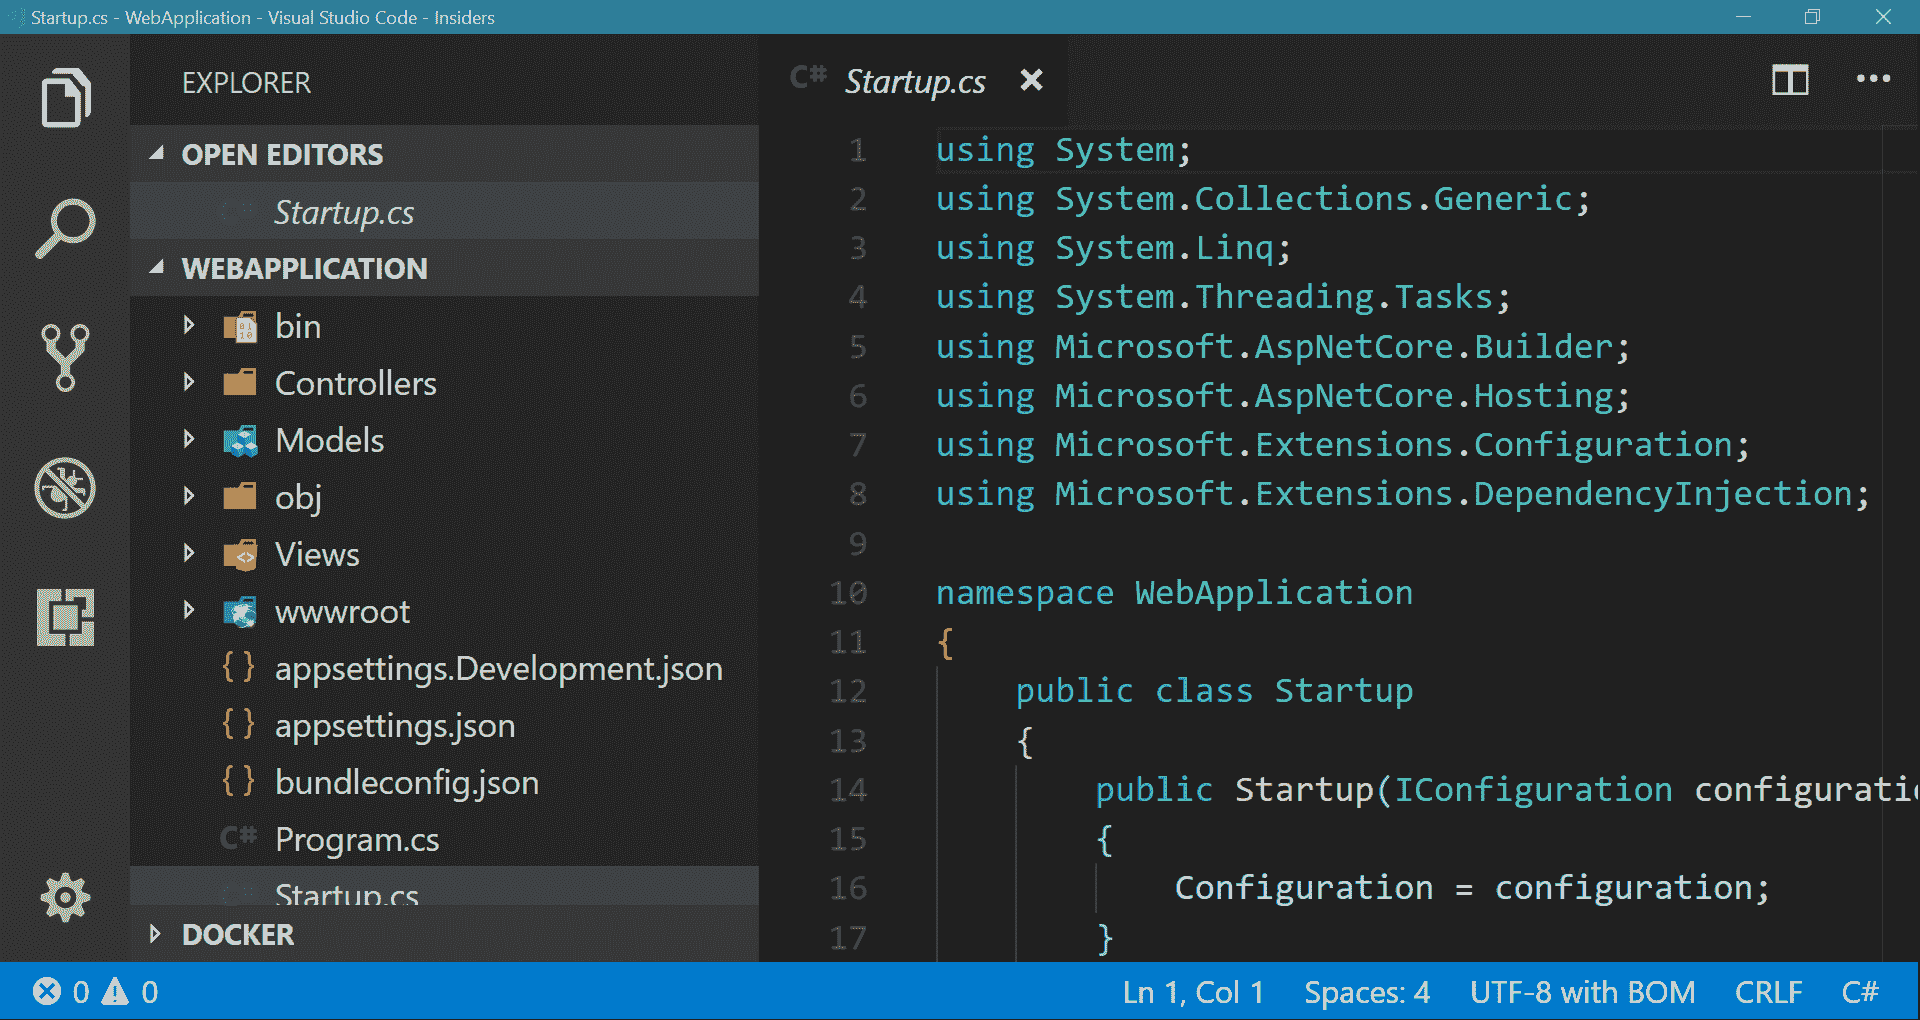 Startup.cs - WebApplication - Visual Studio Code - Insiders
EXPLORER
OPEN EDITORS
Startup.cs
WEBAPPLICATION
bin
Controllers
Models
obj
Views
wwwroot
{ } appsettings.Development.json
{ } appsettings.json
{ } bundleconfig.json
C# Program.cs
Startup.cs
DOCKER
C# Startup.cs
1 using System;
2 using System.Collections.Generic;
3 using System.Linq;
4 using System.Threading.Tasks;
5 using Microsoft.AspNetCore.Builder;
6 using Microsoft.AspNetCore.Hosting;
7 using Microsoft.Extensions.Configuration;
8 using Microsoft.Extensions.DependencyInjection;
9
10 namespace WebApplication
11 {
12 public class Startup
13 {
14 public Startup(IConfiguration configuratio
15 {
16 Configuration = configuration;
17 }
0 0 Ln 1, Col 1 Spaces: 4 UTF-8 with BOM CRLF C#